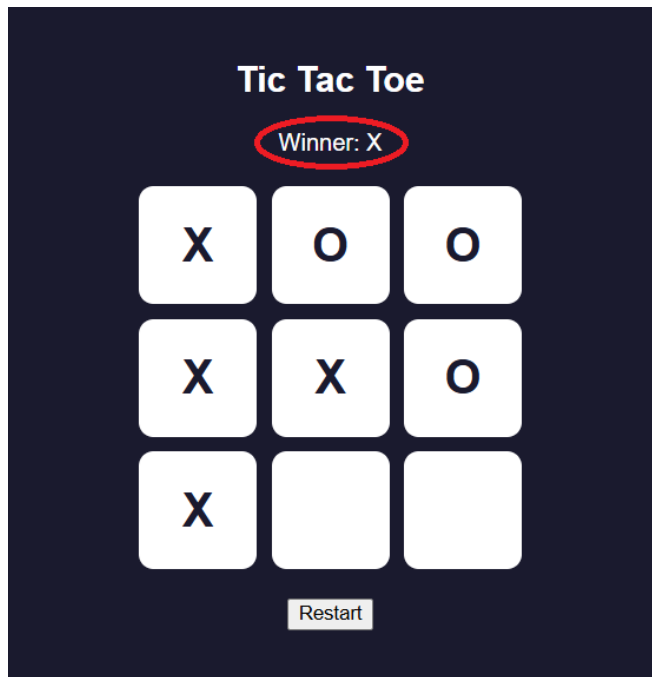 Tic Tac Toe
Winner: X
X O O
X X O
X
Restart